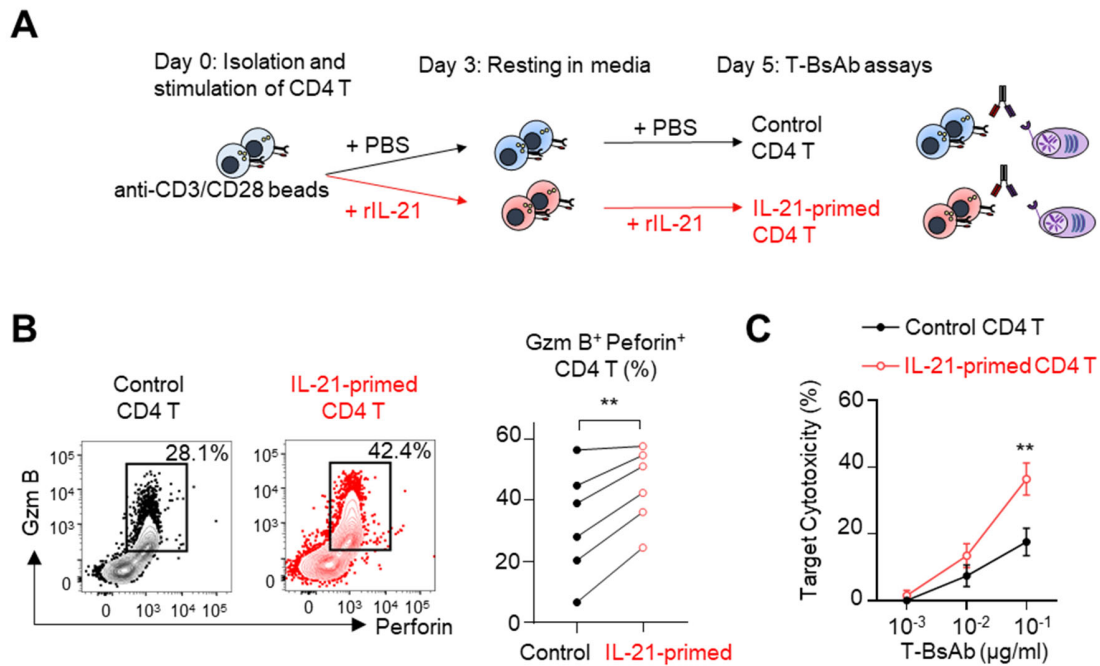 A
Day 0: Isolation and
stimulation of CD4 T
Day 3: Resting in media
Day 5: T-BsAb assays
+ PBS
+ PBS
Control
CD4 T
anti-CD3/CD28 beads
+ rIL-21
+ rIL-21
IL-21-primed
CD4 T
B
Control
CD4 T
IL-21-primed
CD4 T
28.1%
42.4%
Gzm B
10⁵
10⁴
10³
0
0
10³
10⁴
10⁵
10⁵
10⁴
10³
0
0
10³
10⁴
10⁵
Perforin
Gzm B⁺ Peforin⁺
CD4 T (%)
**
60
40
20
0
Control
IL-21-primed
C
Control CD4 T
IL-21-primed CD4 T
Target Cytotoxicity (%)
60
40
20
0
**
10⁻³
10⁻²
10⁻¹
T-BsAb (µg/ml)